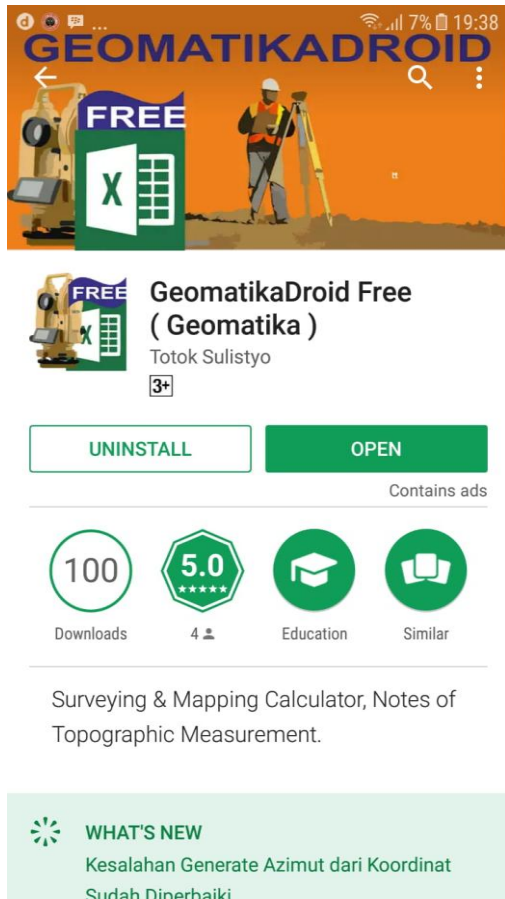 ... 7% 19:38
GEOMATIKADROID
FREE
X
FREE
X
GeomatikaDroid Free
( Geomatika )
Totok Sulistyo
3+
UNINSTALL
OPEN
Contains ads
100
5.0
Downloads
4
Education
Similar
Surveying & Mapping Calculator, Notes of
Topographic Measurement.
WHAT'S NEW
Kesalahan Generate Azimut dari Koordinat
Sudah Diperbaiki